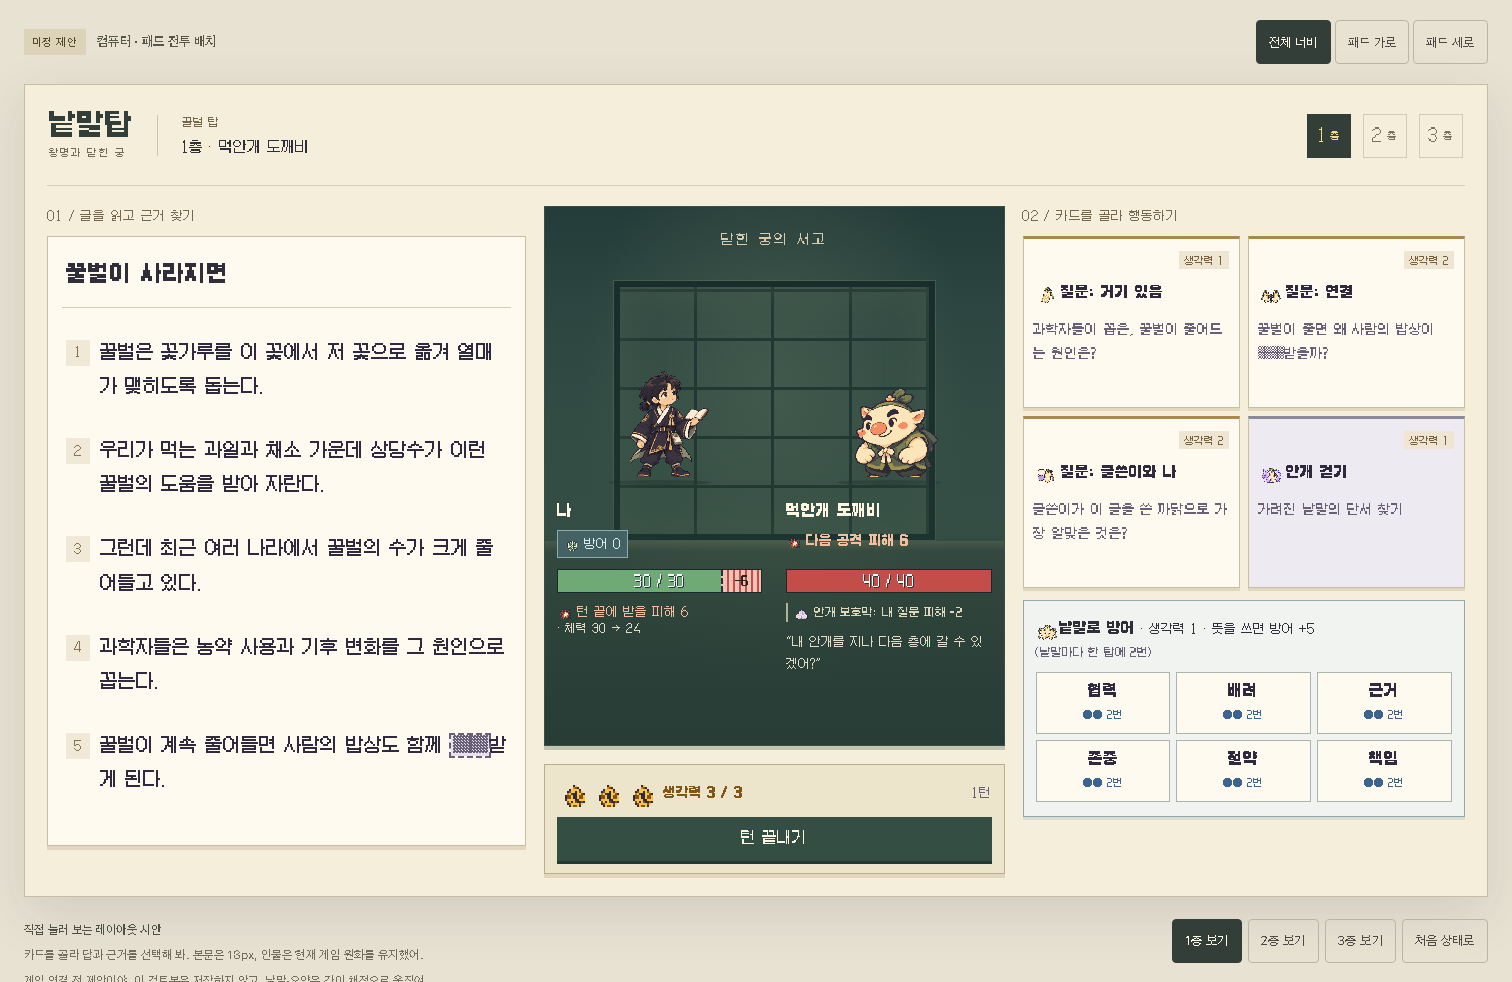 미정 제안
컴퓨터 · 패드 전투 배치
전체 너비
패드 가로
패드 세로
낱말탑
왕명과 닫힌 궁
꿀벌 탑
1층 · 먹안개 도깨비
1층
2층
3층
01 / 글을 읽고 근거 찾기
꿀벌이 사라지면
1 꿀벌은 꽃가루를 이 꽃에서 저 꽃으로 옮겨 열매
가 맺히도록 돕는다.
2 우리가 먹는 과일과 채소 가운데 상당수가 이런
꿀벌의 도움을 받아 자란다.
3 그런데 최근 여러 나라에서 꿀벌의 수가 크게 줄
어들고 있다.
4 과학자들은 농약 사용과 기후 변화를 그 원인으로
꼽는다.
5 꿀벌이 계속 줄어들면 사람의 밥상도 함께 받
게 된다.
닫힌 궁의 서고
나
방어 0
30 / 30
-6
턴 끝에 받을 피해 6
· 체력 30 → 24
먹안개 도깨비
다음 공격 피해 6
40 / 40
안개 보호막: 내 질문 피해 -2
“내 안개를 지나 다음 층에 갈 수 있
겠어?”
생각력 3 / 3
1턴
턴 끝내기
02 / 카드를 골라 행동하기
생각력 1
질문: 거기 있음
과학자들이 꼽은, 꿀벌이 줄어드
는 원인은?
생각력 2
질문: 연결
꿀벌이 줄면 왜 사람의 밥상이
받을까?
생각력 2
질문: 글쓴이와 나
글쓴이가 이 글을 쓴 까닭으로 가
장 알맞은 것은?
생각력 1
안개 걷기
가려진 낱말의 단서 찾기
낱말로 방어 · 생각력 1 · 뜻을 쓰면 방어 +5
(낱말마다 한 탑에 2번)
협력
2번
배려
2번
근거
2번
존중
2번
절약
2번
책임
2번
직접 눌러 보는 레이아웃 시안
카드를 골라 답과 근거를 선택해 봐. 본문은 18px, 인물은 현재 게임 원화를 유지했어.
1층 보기
2층 보기
3층 보기
처음 상태로